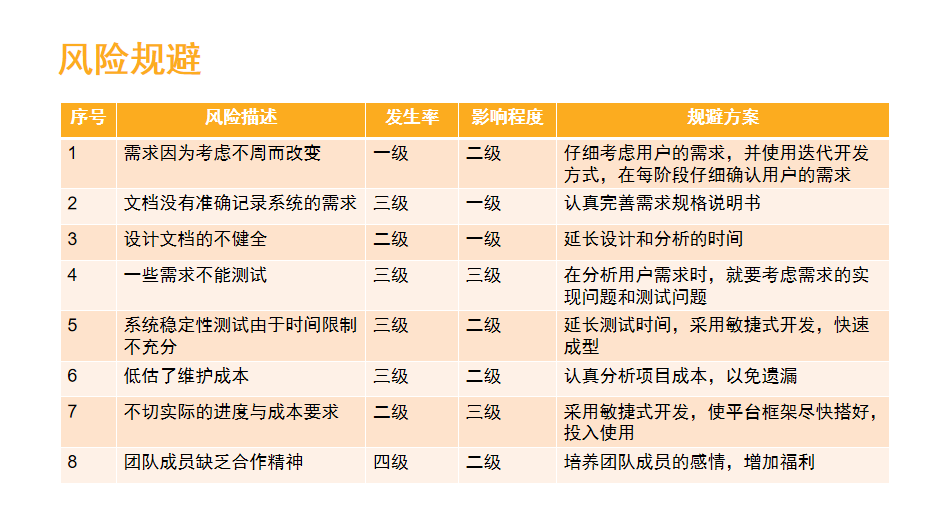 风险规避
序号 风险描述 发生率 影响程度 规避方案
1 需求因为考虑不周而改变 一级 二级 仔细考虑用户的需求，并使用迭代开发
方式，在每阶段仔细确认用户的需求
2 文档没有准确记录系统的需求 三级 一级 认真完善需求规格说明书
3 设计文档的不健全 二级 一级 延长设计和分析的时间
4 一些需求不能测试 三级 三级 在分析用户需求时，就要考虑需求的实
现问题和测试问题
5 系统稳定性测试由于时间限制 三级 二级 延长测试时间，采用敏捷式开发，快速
不充分 成型
6 低估了维护成本 三级 二级 认真分析项目成本，以免遗漏
7 不切实际的进度与成本要求 二级 三级 采用敏捷式开发，使平台框架尽快搭好，
投入使用
8 团队成员缺乏合作精神 四级 二级 培养团队成员的感情，增加福利